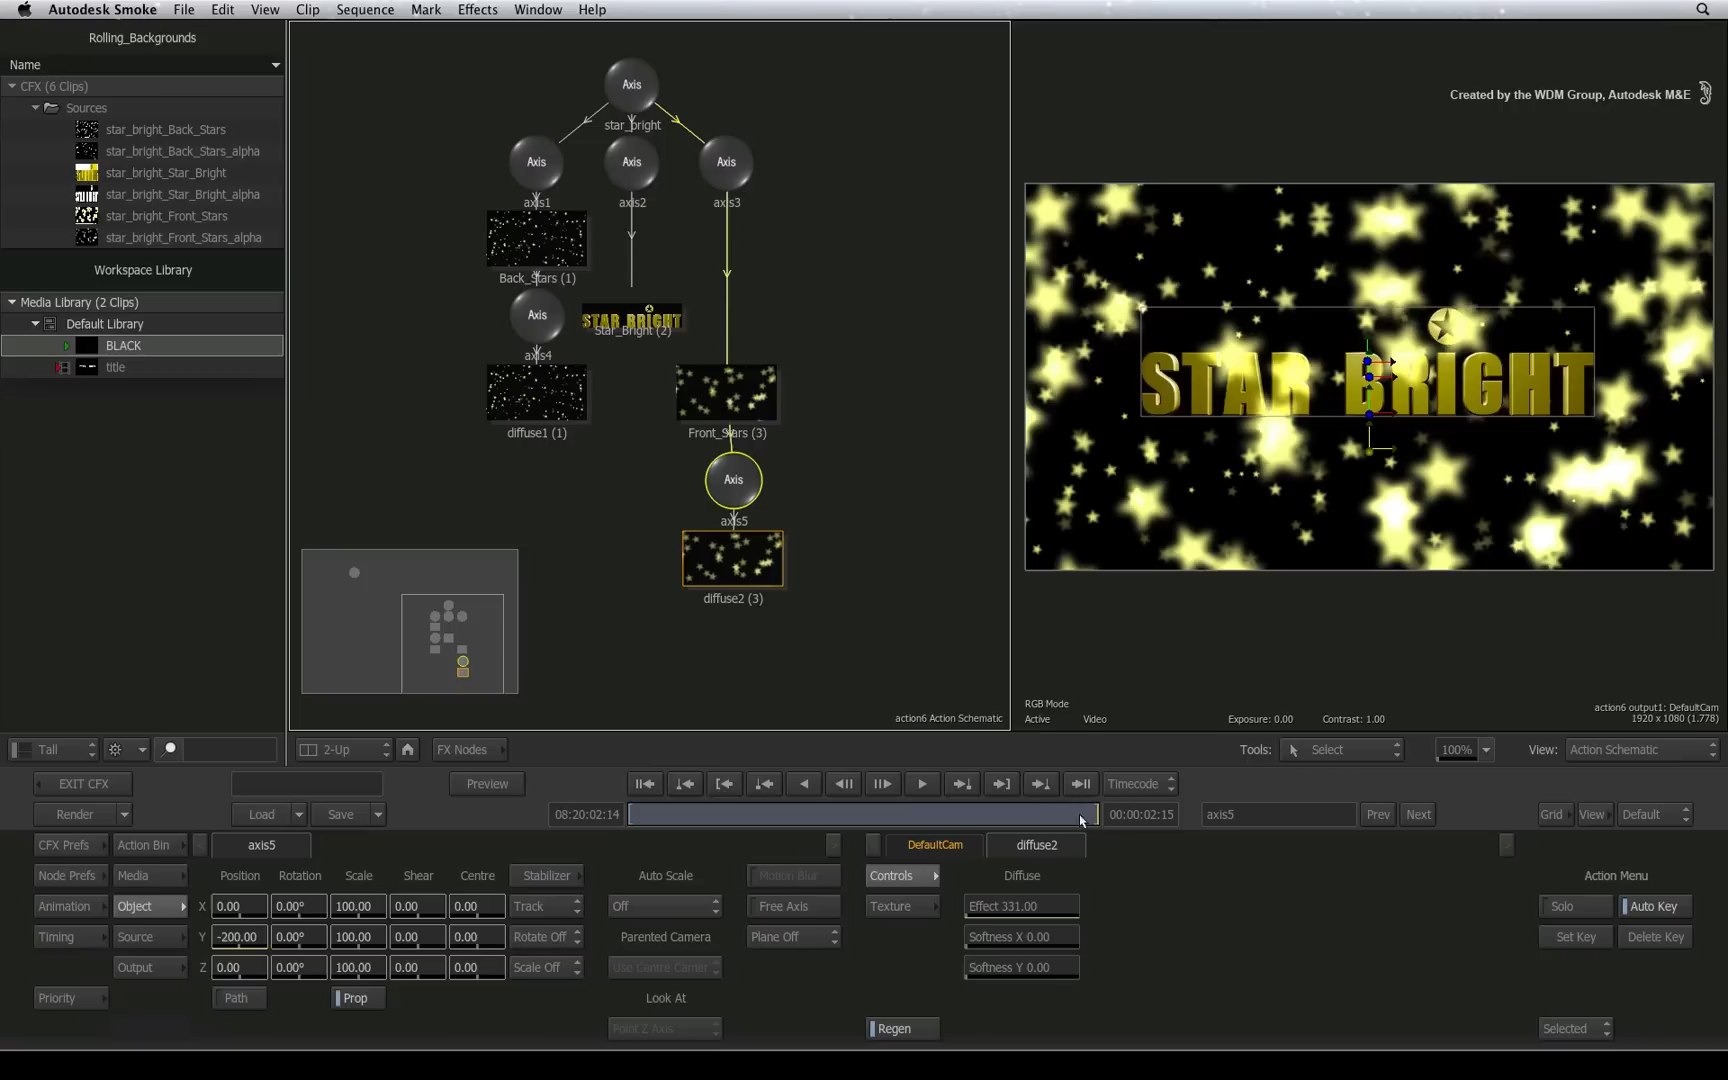 Autodesk Smoke File Edit View Clip Sequence Mark Effects Window Help
Rolling_Backgrounds
Name
CFX (6 Clips)
Sources
star_bright_Back_Stars
star_bright_Back_Stars_alpha
star_bright_Star_Bright
star_bright_Star_Bright_alpha
star_bright_Front_Stars
star_bright_Front_Stars_alpha
Workspace Library
Media Library (2 Clips)
Default Library
BLACK
title
Axis
star_bright
Axis Axis Axis
axis1 axis2 axis3
Back_Stars (1)
Axis
STAR BRIGHT
Star_Bright (2)
axis4
diffuse1 (1)
Front_Stars (3)
Axis
axis5
diffuse2 (3)
action6 Action Schematic
Created by the WDM Group, Autodesk M&E
STAR BRIGHT
RGB Mode
Active Video Exposure: 0.00 Contrast: 1.00
action6 output1: DefaultCam
1920 x 1080 (1.778)
Tall 2-Up FX Nodes Tools: Select 100% View: Action Schematic
EXIT CFX Preview Timecode
Render Load Save 08:20:02:14 00:00:02:15 axis5 Prev Next Grid View Default
CFX Prefs Action Bin axis5 DefaultCam diffuse2
Node Prefs Media Position Rotation Scale Shear Centre Stabilizer Auto Scale Motion Blur Controls Diffuse Action Menu
Animation Object X 0.00 0.00° 100.00 0.00 0.00 Track Off Free Axis Texture Effect 331.00 Solo Auto Key
Timing Source Y -200.00 0.00° 100.00 0.00 0.00 Rotate Off Parented Camera Plane Off Softness X 0.00 Set Key Delete Key
Output Z 0.00 0.00° 100.00 0.00 0.00 Scale Off Use Centre Camer Softness Y 0.00
Priority Path Prop Look At
Point Z Axis Regen Selected